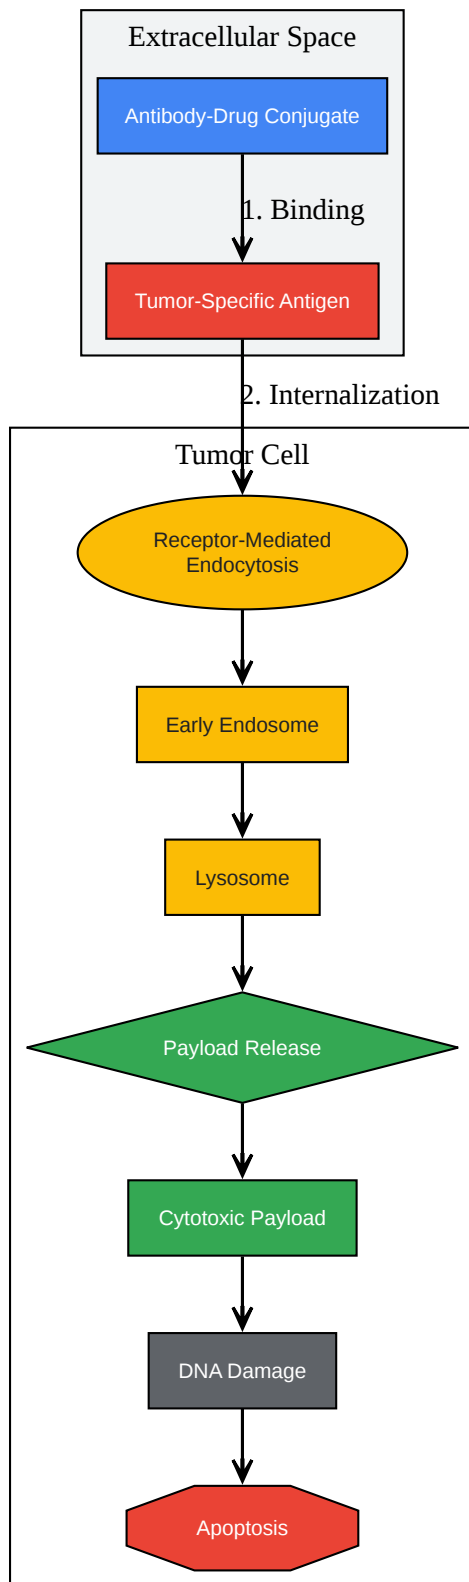 Extracellular Space
Antibody-Drug Conjugate
1. Binding
Tumor-Specific Antigen
2. Internalization
Tumor Cell
Receptor-Mediated
Endocytosis
Early Endosome
Lysosome
Payload Release
Cytotoxic Payload
DNA Damage
Apoptosis